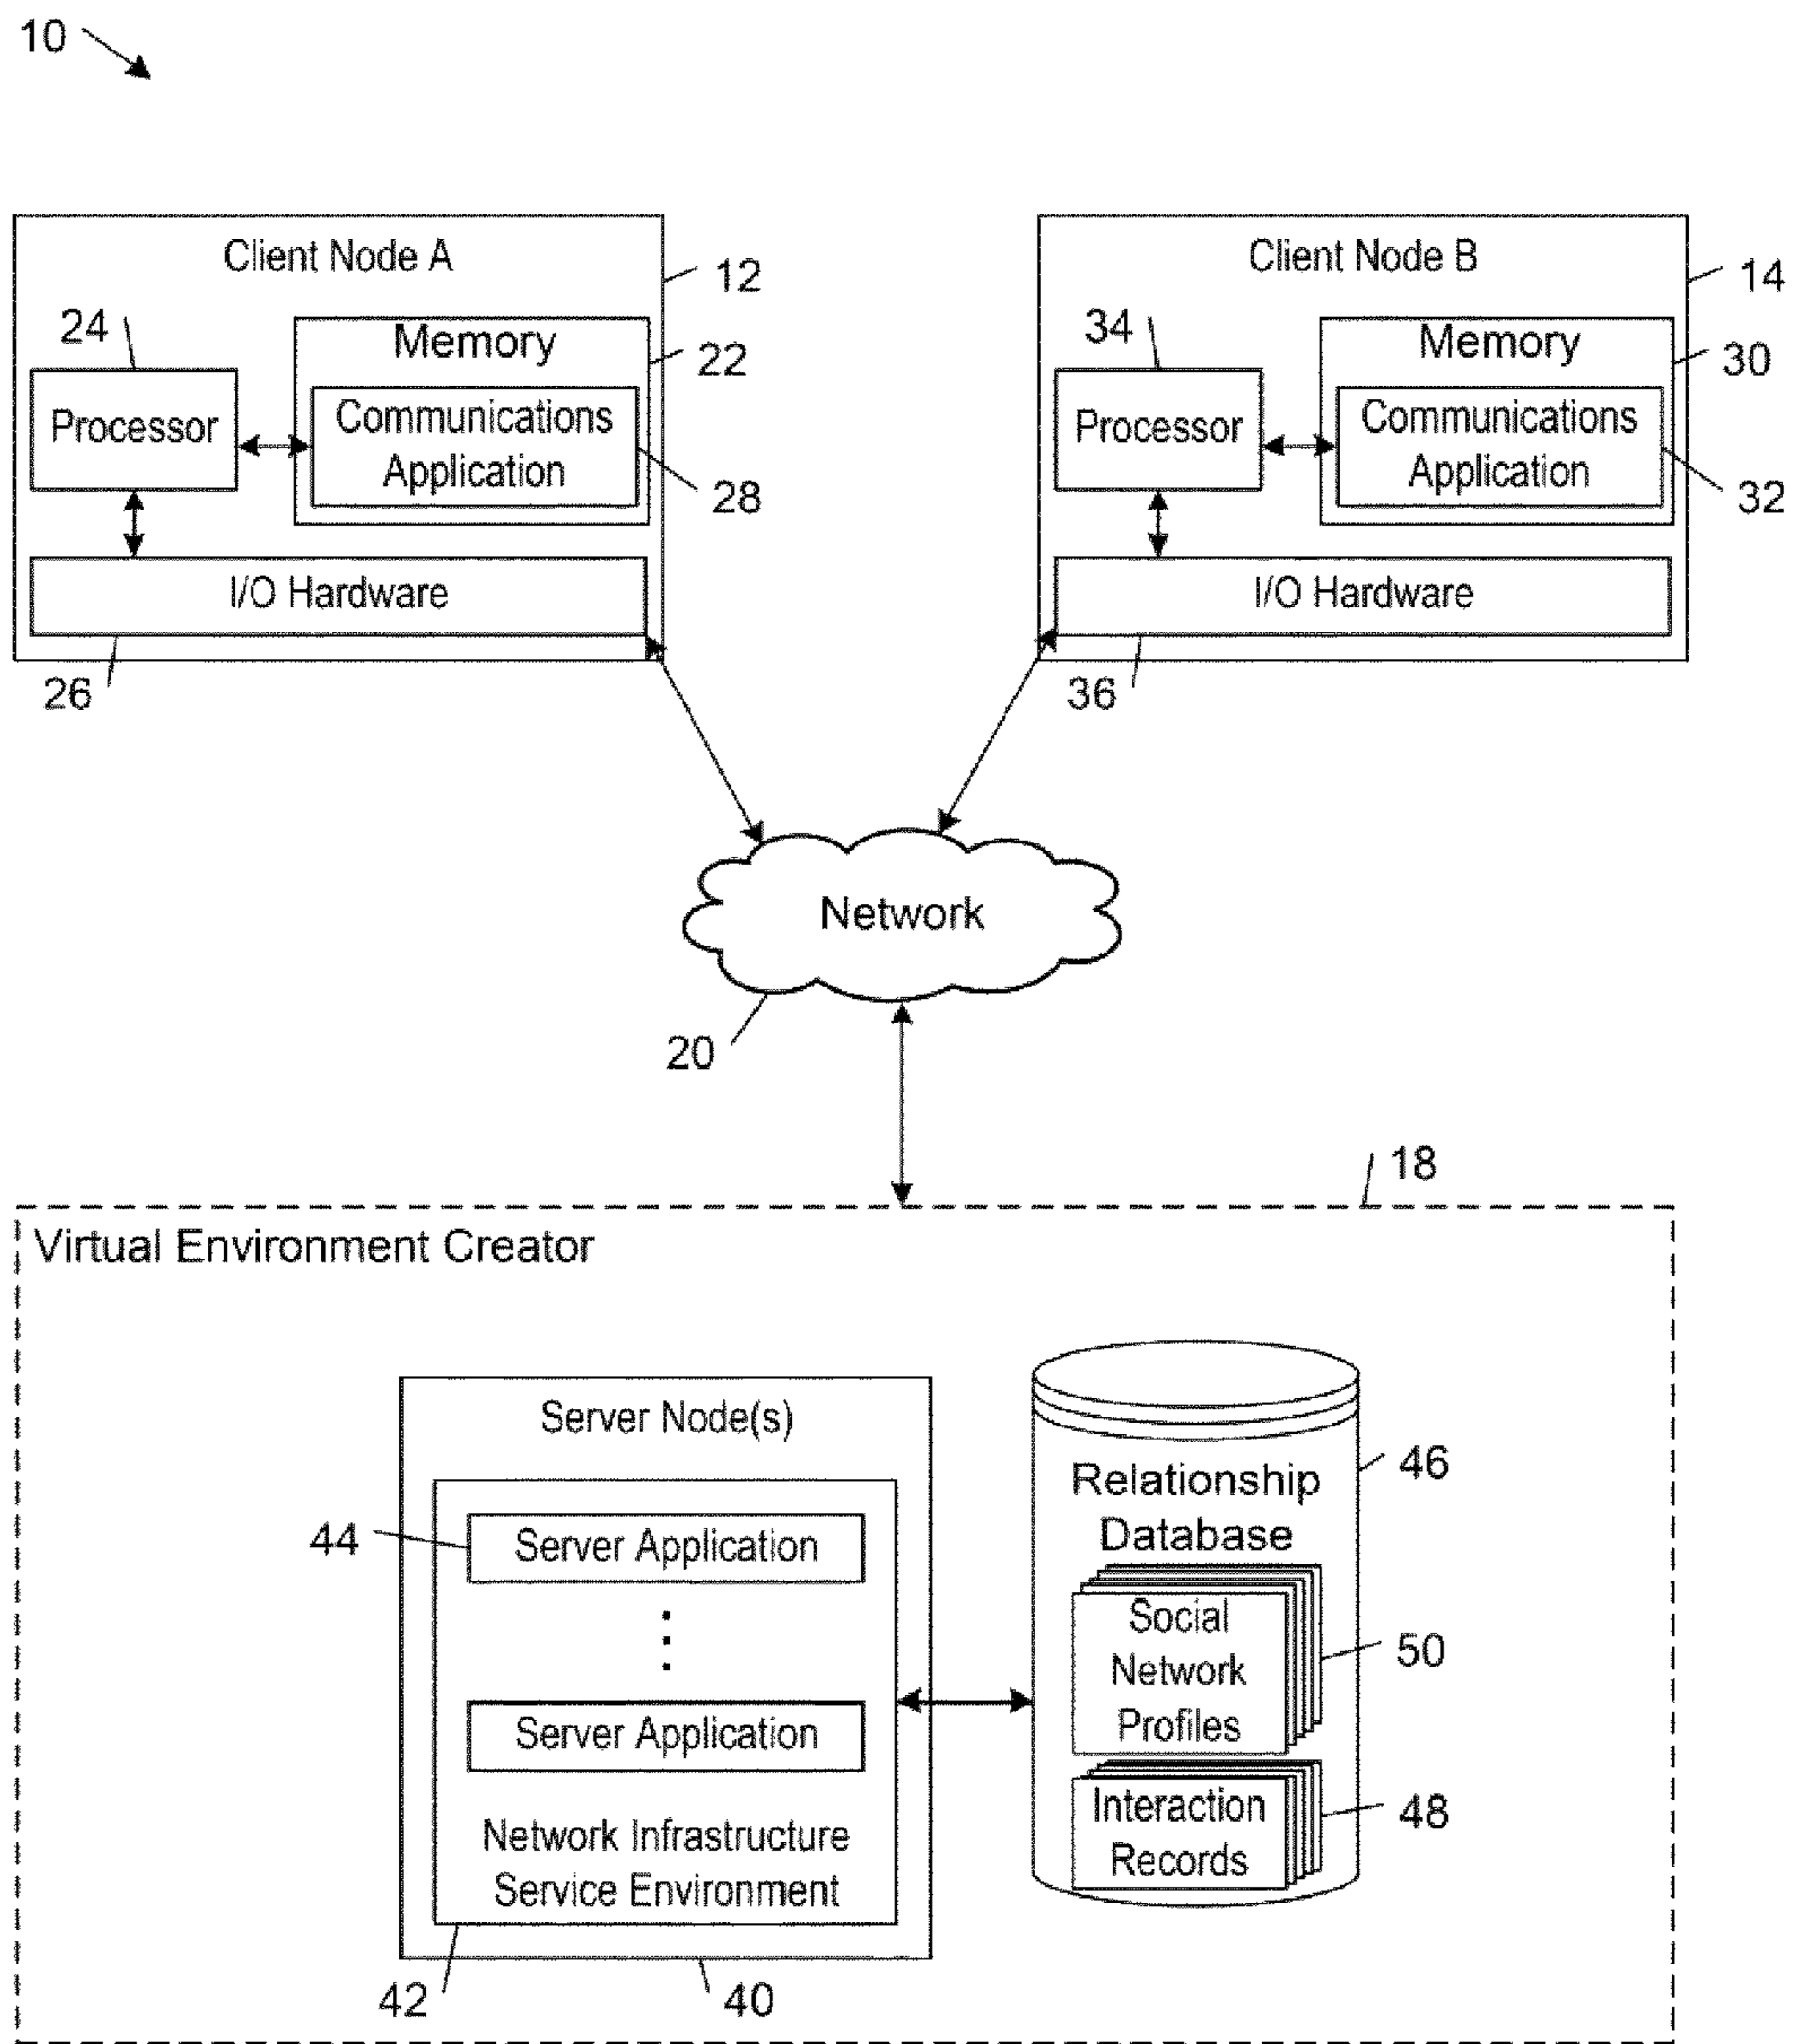 10
Client Node A
12
24
Memory
22
Processor
Communications
Application
28
I/O Hardware
26
Client Node B
14
34
Memory
30
Processor
Communications
Application
32
I/O Hardware
36
Network
20
18
Virtual Environment Creator
Server Node(s)
44
Server Application
Server Application
Network Infrastructure
Service Environment
42
40
46
Relationship
Database
Social
Network
Profiles
50
Interaction
Records
48